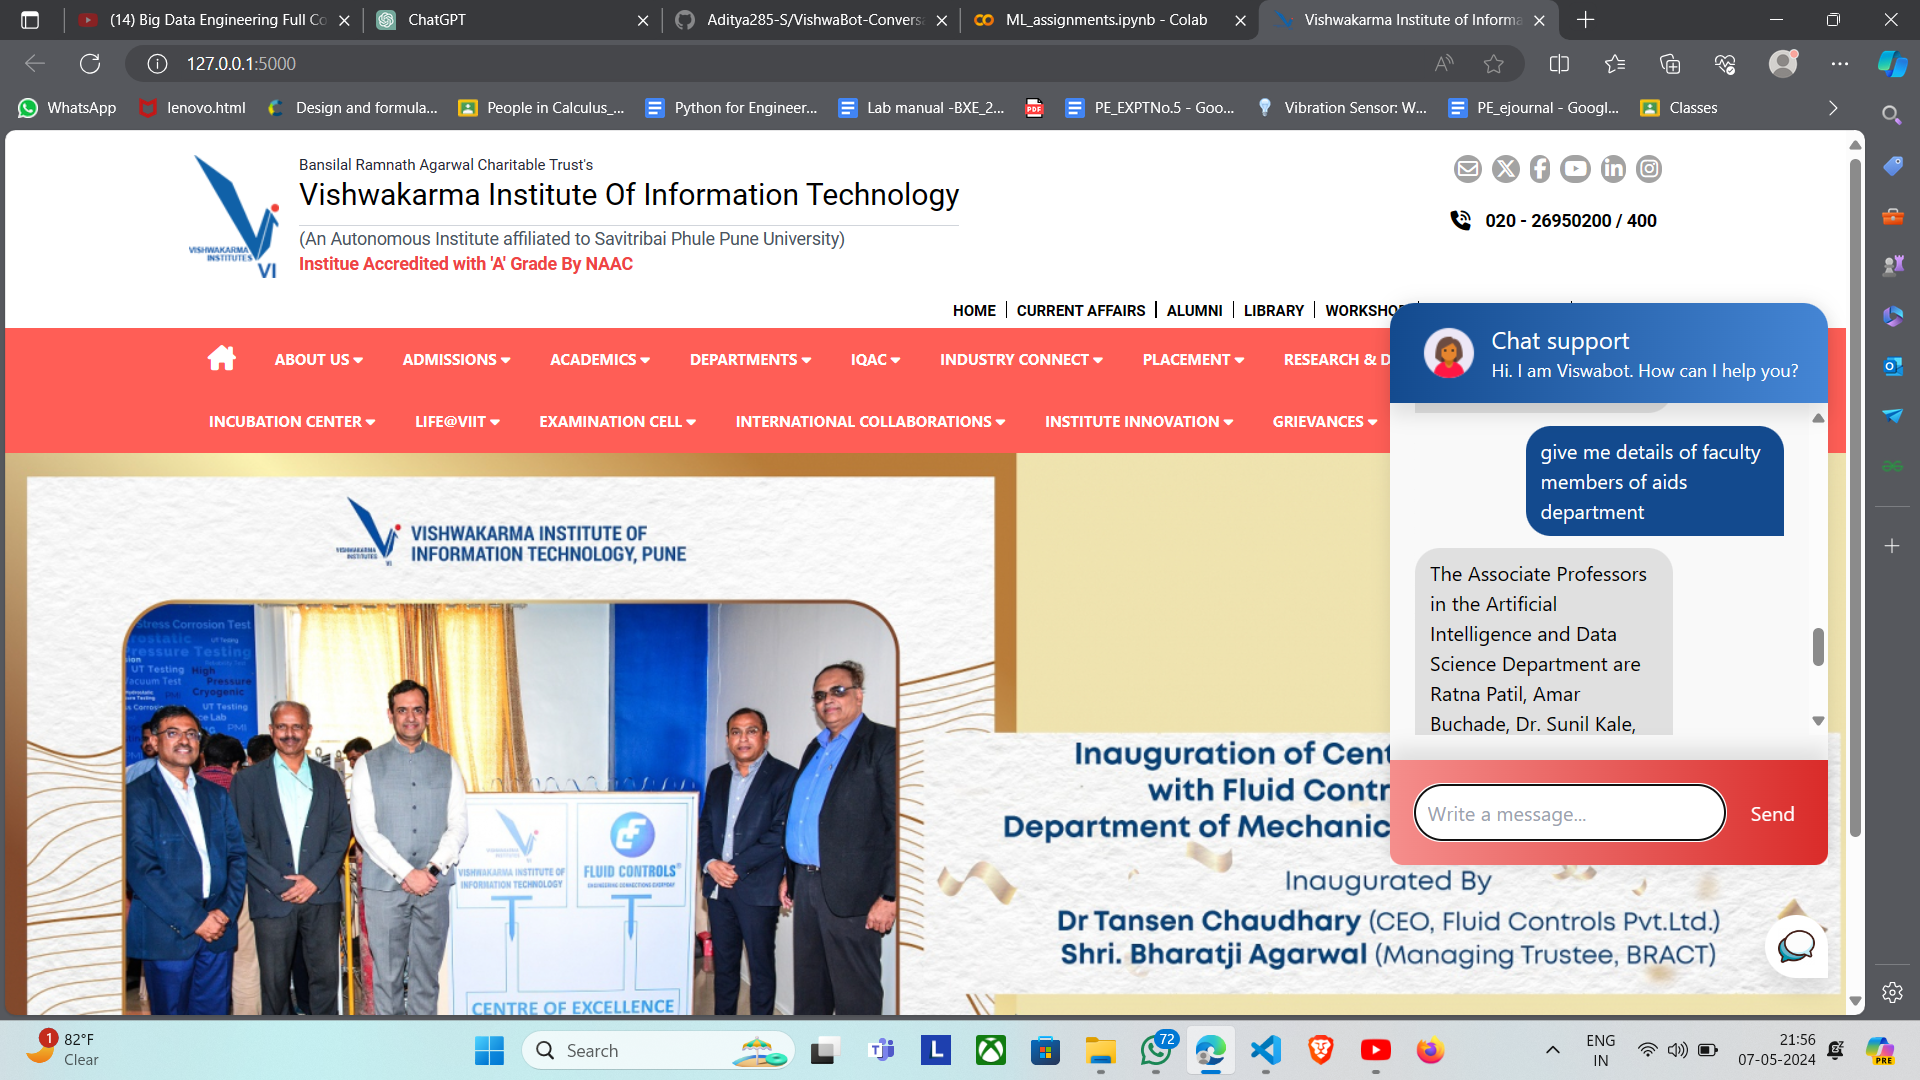 (14) Big Data Engineering Full Co
ChatGPT
Aditya285-S/VishwaBot-Convers
ML_assignments.ipynb - Colab
Vishwakarma Institute of Informa
127.0.0.1:5000
WhatsApp
lenovo.html
Design and formula...
People in Calculus_...
Python for Engineer...
Lab manual -BXE_2...
PE_EXPTNo.5 - Goo...
Vibration Sensor: W...
PE_ejournal - Googl...
Classes
Bansilal Ramnath Agarwal Charitable Trust's
Vishwakarma Institute Of Information Technology
(An Autonomous Institute affiliated to Savitribai Phule Pune University)
Institue Accredited with 'A' Grade By NAAC
VISHWAKARMA
INSTITUTES
VI
020 - 26950200 / 400
HOME
CURRENT AFFAIRS
ALUMNI
LIBRARY
WORKSHOP
ABOUT US
ADMISSIONS
ACADEMICS
DEPARTMENTS
IQAC
INDUSTRY CONNECT
PLACEMENT
RESEARCH & D
INCUBATION CENTER
LIFE@VIIT
EXAMINATION CELL
INTERNATIONAL COLLABORATIONS
INSTITUTE INNOVATION
GRIEVANCES
Chat support
Hi. I am Viswabot. How can I help you?
give me details of faculty
members of aids
department
The Associate Professors
in the Artificial
Intelligence and Data
Science Department are
Ratna Patil, Amar
Buchade, Dr. Sunil Kale,
Write a message...
Send
VISHWAKARMA INSTITUTE OF
INFORMATION TECHNOLOGY, PUNE
Stress Corrosion Test
UT Testing
Pressure Testing
UT Testing
High
Vacuum Test
Pressure
Cryogenic
UT Testing
PMI
VISHWAKARMA INSTITUTE OF
INFORMATION TECHNOLOGY
FLUID CONTROLS
ENGINEERING CONNECTIONS EVERYDAY
CENTRE OF EXCELLENCE
Inauguration of Cent
with Fluid Contr
Department of Mechanic
Inaugurated By
Dr Tansen Chaudhary (CEO, Fluid Controls Pvt.Ltd.)
Shri. Bharatji Agarwal (Managing Trustee, BRACT)
1
82°F
Clear
Search
72
ENG
IN
21:56
07-05-2024
PRE